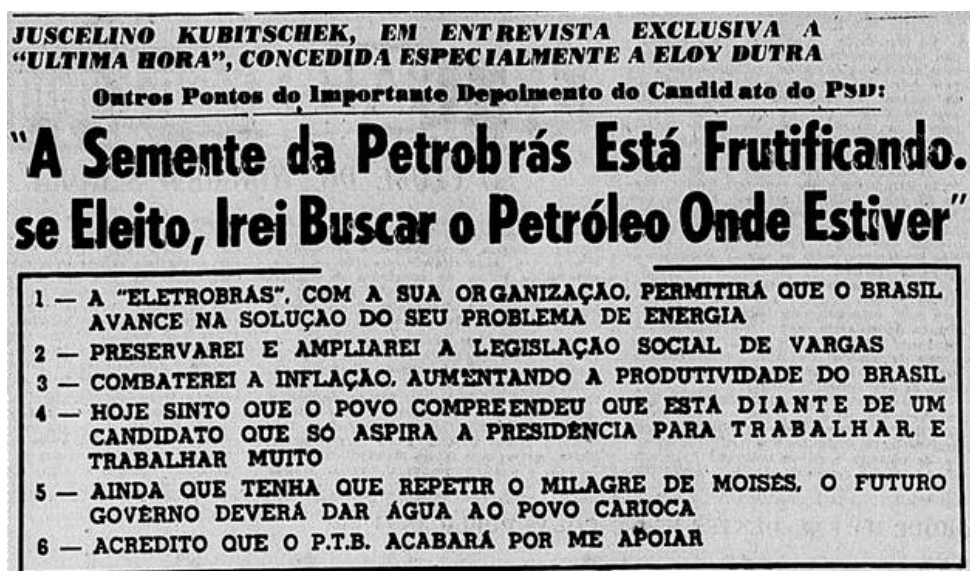 JUSCELINO KUBITSCHEK, EM ENTREVISTA EXCLUSIVA A
"ULTIMA HORA", CONCEDIDA ESPECIALMENTE A ELOY DUTRA
Outros Pontos do Importante Depoimento do Candidato do PSD:
"A Semente da Petrobrás Está Frutificando.
se Eleito, Irei Buscar o Petróleo Onde Estiver"
1 — A "ELETROBRÁS", COM A SUA ORGANIZAÇÃO, PERMITIRÁ QUE O BRASIL
AVANCE NA SOLUÇÃO DO SEU PROBLEMA DE ENERGIA
2 — PRESERVAREI E AMPLIAREI A LEGISLAÇÃO SOCIAL DE VARGAS
3 — COMBATEREI A INFLAÇÃO, AUMENTANDO A PRODUTIVIDADE DO BRASIL
4 — HOJE SINTO QUE O POVO COMPREENDEU QUE ESTÁ DIANTE DE UM
CANDIDATO QUE SÓ ASPIRA A PRESIDÊNCIA PARA TRABALHAR E
TRABALHAR MUITO
5 — AINDA QUE TENHA QUE REPETIR O MILAGRE DE MOISÉS, O FUTURO
GOVÊRNO DEVERÁ DAR ÁGUA AO POVO CARIOCA
6 — ACREDITO QUE O P.T.B. ACABARÁ POR ME APOIAR